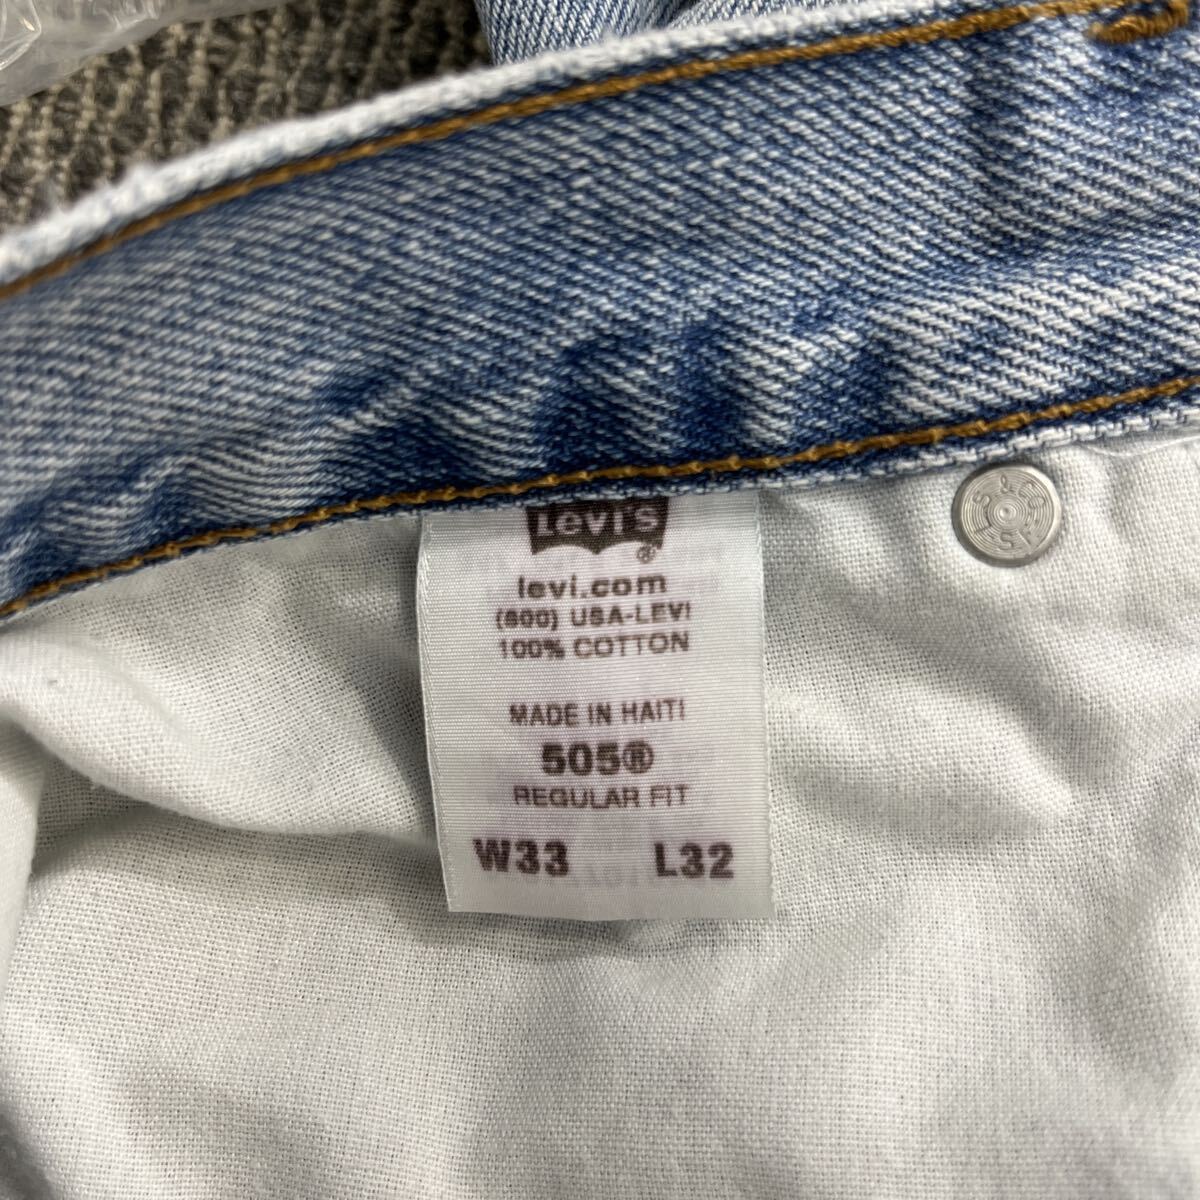 Levi's
®
levi.com
(800) USA-LEVI
100% COTTON
MADE IN HAITI
505®
REGULAR FIT
W33 L32